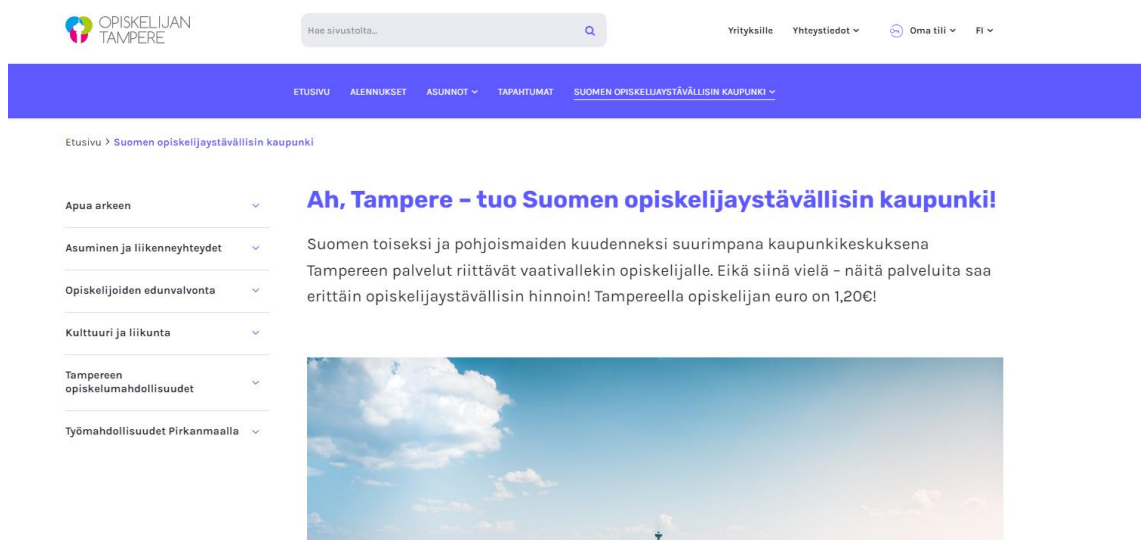 OPISKELIJAN
TAMPERE
Hae sivustolta...
Yrityksille
Yhteystiedot
Oma tili
FI
ETUSIVU
ALENNUKSET
ASUNNOT
TAPAHTUMAT
SUOMEN OPISKELIJAYSTÄVÄLLISIN KAUPUNKI
Etusivu > Suomen opiskelijaystävällisin kaupunki
Apua arkeen
Asuminen ja liikenneyhteydet
Opiskelijoiden edunvalvonta
Kulttuuri ja liikunta
Tampereen
opiskelumahdollisuudet
Työmahdollisuudet Pirkanmaalla
Ah, Tampere – tuo Suomen opiskelijaystävällisin kaupunki!
Suomen toiseksi ja pohjoismaiden kuudenneksi suurimpana kaupunkikeskuksena
Tampereen palvelut riittävät vaativallekin opiskelijalle. Eikä siinä vielä – näitä palveluita saa
erittäin opiskelijaystävällisin hinnoin! Tampereella opiskelijan euro on 1,20€!